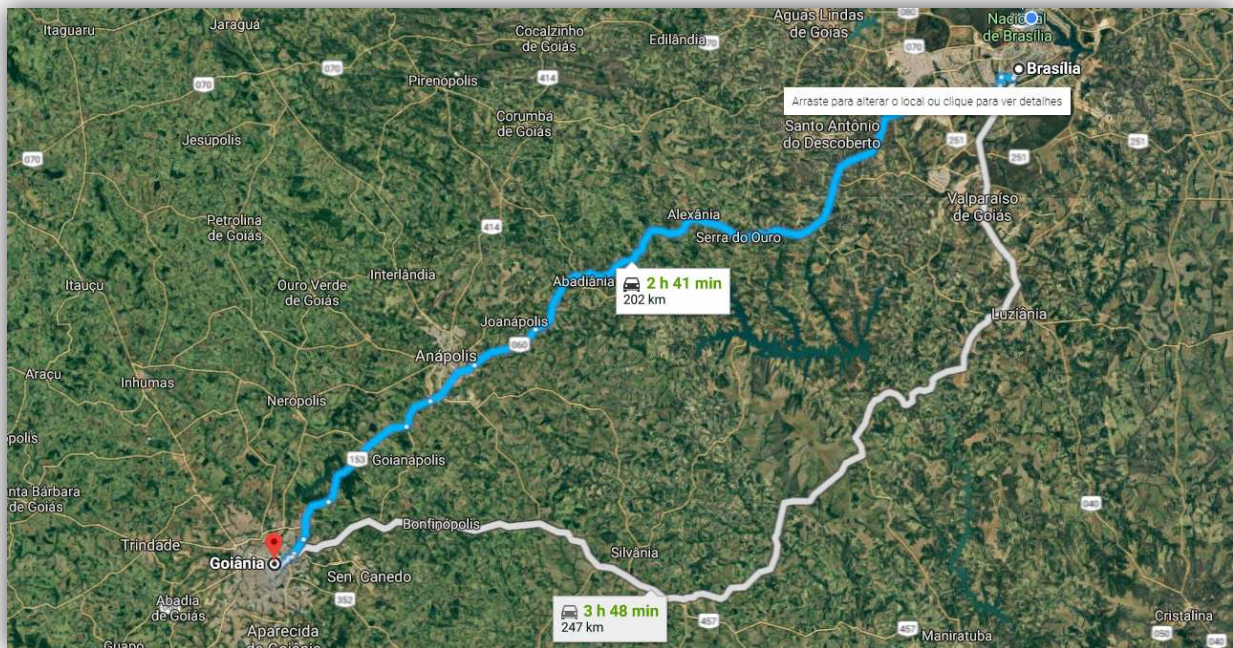 Itaguaru
Jaraguá
Cocalzinho
de Goiás
Edilândia
070
Águas Lindas
de Goiás
080
Nacional
de Brasília
070
070
070
414
Pirenópolis
Brasília
Arraste para alterar o local ou clique para ver detalhes
Corumbá
de Goiás
Santo Antônio
do Descoberto
251
251
251
Jesúpolis
070
Valparaíso
de Goiás
Petrolina
de Goiás
414
Alexânia
Serra do Ouro
Interlândia
Itauçu
Ouro Verde
de Goiás
Abadiânia
2 h 41 min
202 km
Joanápolis
Luziânia
060
Anápolis
Araçu
Inhumas
Nerópolis
153
Goianápolis
Santa Bárbara
de Goiás
040
Bonfinópolis
Trindade
Silvânia
Goiânia
Sen. Canedo
352
Abadia
de Goiás
3 h 48 min
247 km
457
457
Cristalina
Aparecida
de Goiânia
Maniratuba
050
040